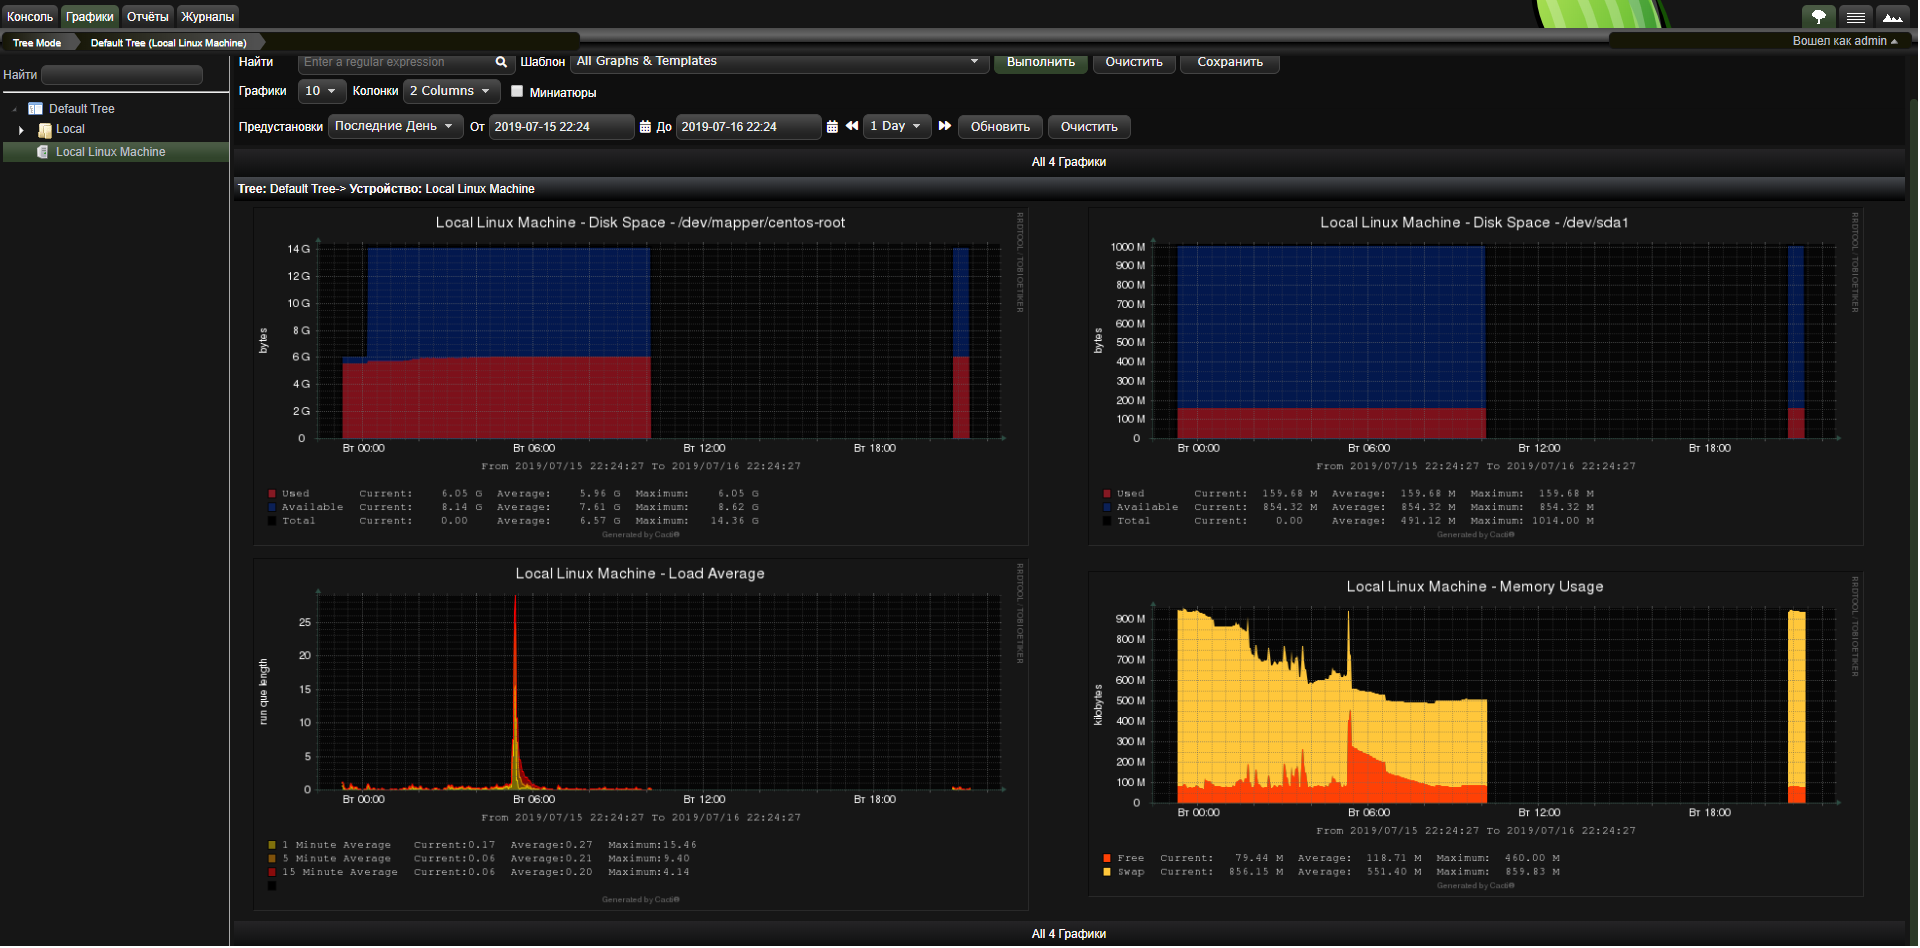 Консоль Графики Отчёты Журналы
Tree Mode Default Tree (Local Linux Machine) Вошел как admin
Найти Enter a regular expression Шаблон All Graphs & Templates Выполнить Очистить Сохранить
Найти
Графики 10 Колонки 2 Columns Миниатюры
Default Tree
Local
Local Linux Machine
Предустановки Последние День От 2019-07-15 22:24 До 2019-07-16 22:24 1 Day Обновить Очистить
All 4 Графики
Tree: Default Tree-> Устройство: Local Linux Machine
Local Linux Machine - Disk Space - /dev/mapper/centos-root
RRDTOOL / TOBI OETIKER
bytes
14 G
12 G
10 G
8 G
6 G
4 G
2 G
0
Вт 00:00 Вт 06:00 Вт 12:00 Вт 18:00
From 2019/07/15 22:24:27 To 2019/07/16 22:24:27
Used Current: 6.05 G Average: 5.96 G Maximum: 6.05 G
Available Current: 8.14 G Average: 7.61 G Maximum: 8.62 G
Total Current: 0.00 Average: 6.57 G Maximum: 14.36 G
Generated by Cacti®
Local Linux Machine - Disk Space - /dev/sda1
RRDTOOL / TOBI OETIKER
bytes
1000 M
900 M
800 M
700 M
600 M
500 M
400 M
300 M
200 M
100 M
0
Вт 00:00 Вт 06:00 Вт 12:00 Вт 18:00
From 2019/07/15 22:24:27 To 2019/07/16 22:24:27
Used Current: 159.68 M Average: 159.68 M Maximum: 159.68 M
Available Current: 854.32 M Average: 854.32 M Maximum: 854.32 M
Total Current: 0.00 Average: 491.12 M Maximum: 1014.00 M
Generated by Cacti®
Local Linux Machine - Load Average
RRDTOOL / TOBI OETIKER
run que length
25
20
15
10
5
0
Вт 00:00 Вт 06:00 Вт 12:00 Вт 18:00
From 2019/07/15 22:24:27 To 2019/07/16 22:24:27
1 Minute Average Current:0.17 Average:0.27 Maximum:15.46
5 Minute Average Current:0.06 Average:0.21 Maximum:9.40
15 Minute Average Current:0.06 Average:0.20 Maximum:4.14
Generated by Cacti®
Local Linux Machine - Memory Usage
RRDTOOL / TOBI OETIKER
kilobytes
900 M
800 M
700 M
600 M
500 M
400 M
300 M
200 M
100 M
0
Вт 00:00 Вт 06:00 Вт 12:00 Вт 18:00
From 2019/07/15 22:24:27 To 2019/07/16 22:24:27
Free Current: 79.44 M Average: 118.71 M Maximum: 460.00 M
Swap Current: 856.15 M Average: 551.40 M Maximum: 859.83 M
Generated by Cacti®
All 4 Графики